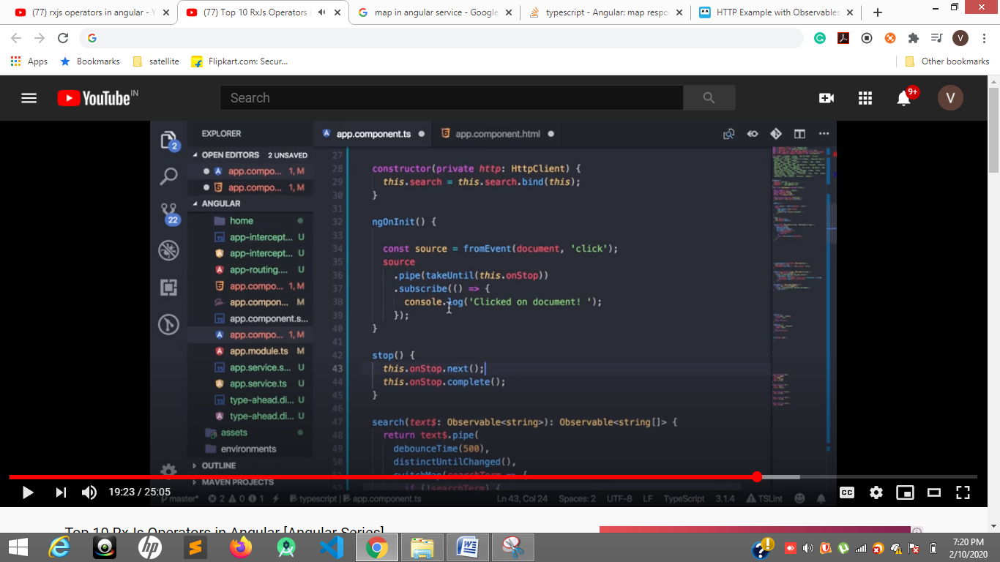 (77) rxjs operators in angular - Y
(77) Top 10 RxJs Operators i
map in angular service - Google
typescript - Angular: map respo
HTTP Example with Observables
V
Apps
Bookmarks
satellite
Flipkart.com: Secur...
Other bookmarks
YouTube IN
Search
9+
V
EXPLORER
app.component.ts
app.component.html
2
OPEN EDITORS 2 UNSAVED
app.compo... 1, M
app.compo... 1, M
ANGULAR
22
home
app-intercept... U
app-intercept... U
app-routing.... U
app.compo... 1, M
app.compon... M
app.component.s...
app.compo... 1, M
app.module.ts M
app.service.s... U
app.service.ts U
type-ahead.di... U
type-ahead.di... U
assets
environments
OUTLINE
MAVEN PROJECTS
27
28 constructor(private http: HttpClient) {
29 this.search = this.search.bind(this);
30 }
31
32 ngOnInit() {
33
34 const source = fromEvent(document, 'click');
35 source
36 .pipe(takeUntil(this.onStop))
37 .subscribe(() => {
38 console.log('Clicked on document! ');
39 });
40 }
41
42 stop() {
43 this.onStop.next();
44 this.onStop.complete();
45 }
46
47 search(text$: Observable<string>): Observable<string[]> {
48 return text$.pipe(
49 debounceTime(500),
50 distinctUntilChanged(),
51 switchMap(searchTerm => {
52 if (!searchTerm) {
19:23 / 25:05
CC
master* 2 0 1 typescript | app.component.ts Ln 43, Col 24 Spaces: 2 UTF-8 LF TypeScript 3.1.4 TSLint
Top 10 RxJs Operators in Angular [Angular Series]
7:20 PM
2/10/2020